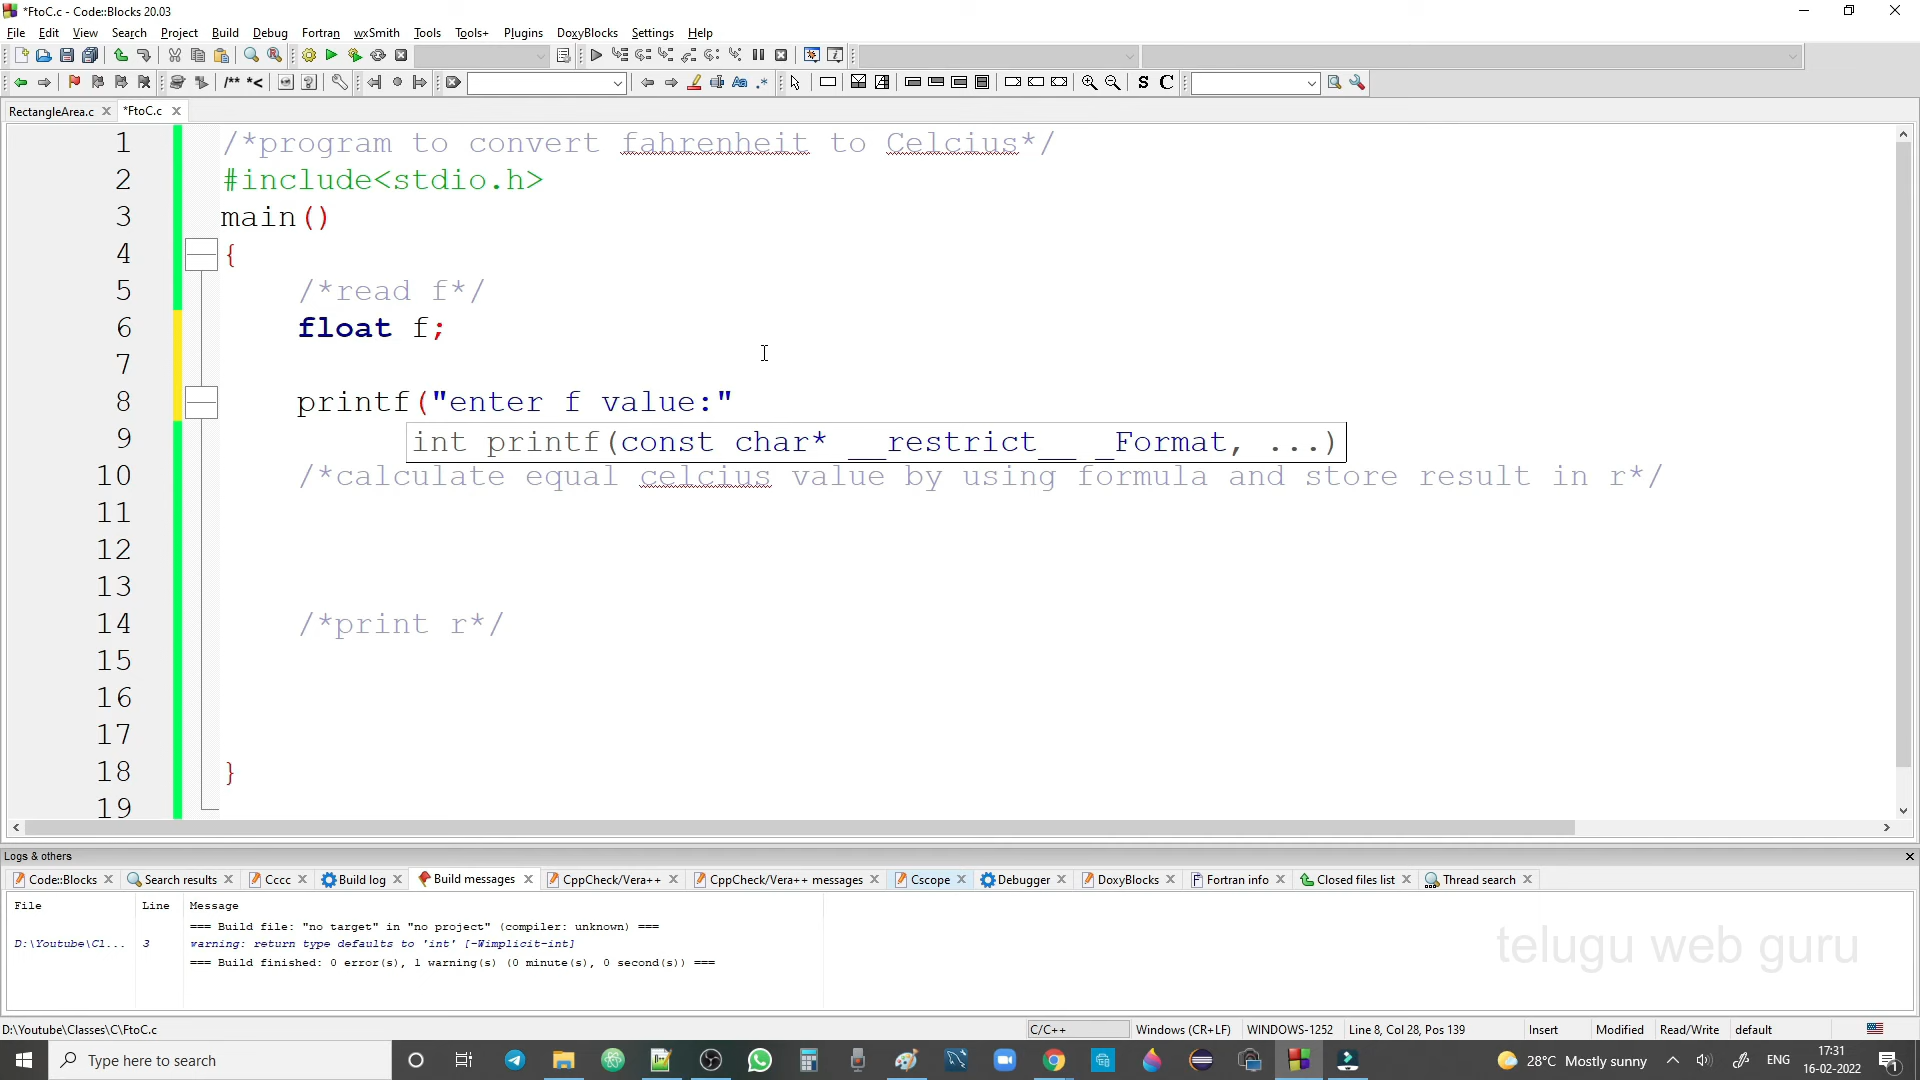 *FtoC.c - Code::Blocks 20.03
File Edit View Search Project Build Debug Fortran wxSmith Tools Tools+ Plugins DoxyBlocks Settings Help
/** *<
Aa .*
S C
RectangleArea.c *FtoC.c
1 /*program to convert fahrenheit to Celcius*/
2 #include<stdio.h>
3 main()
4 {
5 /*read f*/
6 float f;
7
8 printf("enter f value:"
9 int printf(const char* __restrict__ _Format, ...)
10 /*calculate equal celcius value by using formula and store result in r*/
11
12
13
14 /*print r*/
15
16
17
18 }
19
Logs & others
Code::Blocks Search results Cccc Build log Build messages CppCheck/Vera++ CppCheck/Vera++ messages Cscope Debugger DoxyBlocks Fortran info Closed files list Thread search
File Line Message
=== Build file: "no target" in "no project" (compiler: unknown) ===
D:\Youtube\Cl... 3 warning: return type defaults to 'int' [-Wimplicit-int]
=== Build finished: 0 error(s), 1 warning(s) (0 minute(s), 0 second(s)) ===
telugu web guru
D:\Youtube\Classes\C\FtoC.c C/C++ Windows (CR+LF) WINDOWS-1252 Line 8, Col 28, Pos 139 Insert Modified Read/Write default
Type here to search 28°C Mostly sunny ENG 17:31
16-02-2022
1